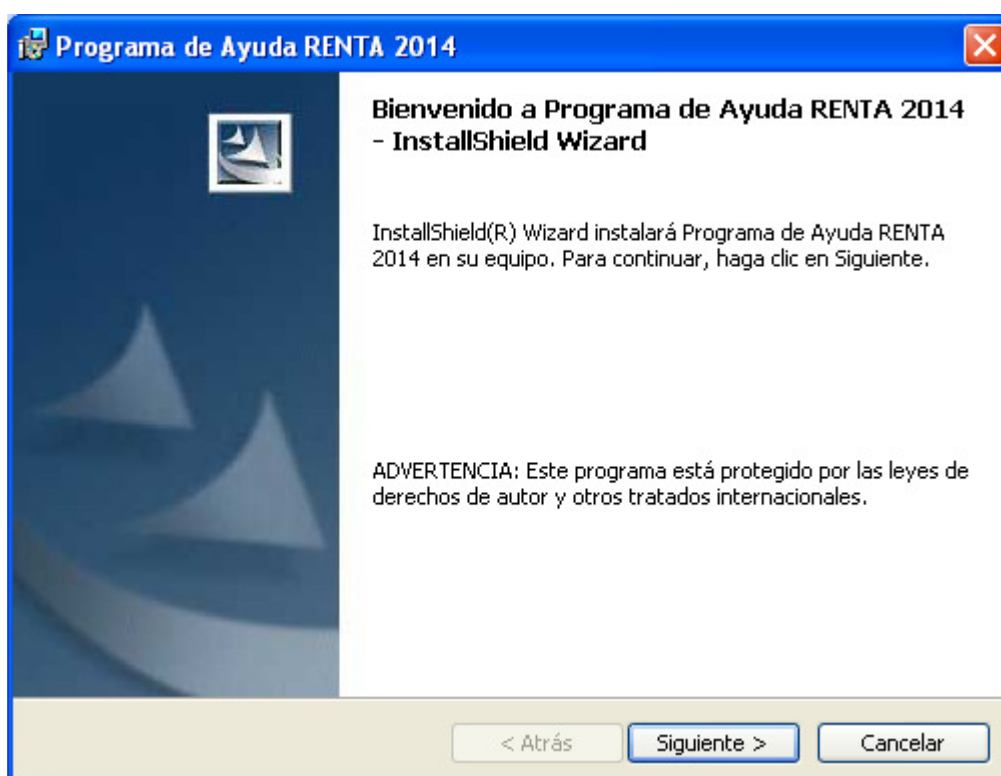 Programa de Ayuda RENTA 2014
Bienvenido a Programa de Ayuda RENTA 2014
- InstallShield Wizard
InstallShield(R) Wizard instalará Programa de Ayuda RENTA
2014 en su equipo. Para continuar, haga clic en Siguiente.
ADVERTENCIA: Este programa está protegido por las leyes de
derechos de autor y otros tratados internacionales.
< Atrás
Siguiente >
Cancelar